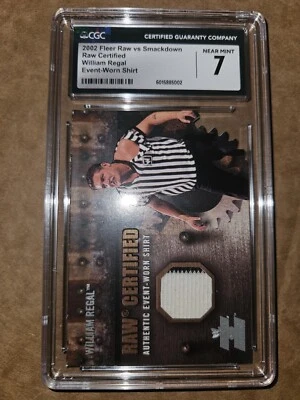 CGC
CERTIFIED GUARANTY COMPANY
2002 Fleer Raw vs Smackdown
Raw Certified
William Regal
Event-Worn Shirt
NEAR MINT
7
WILLIAM REGAL™
RAW® CERTIFIED
AUTHENTIC EVENT-WORN SHIRT